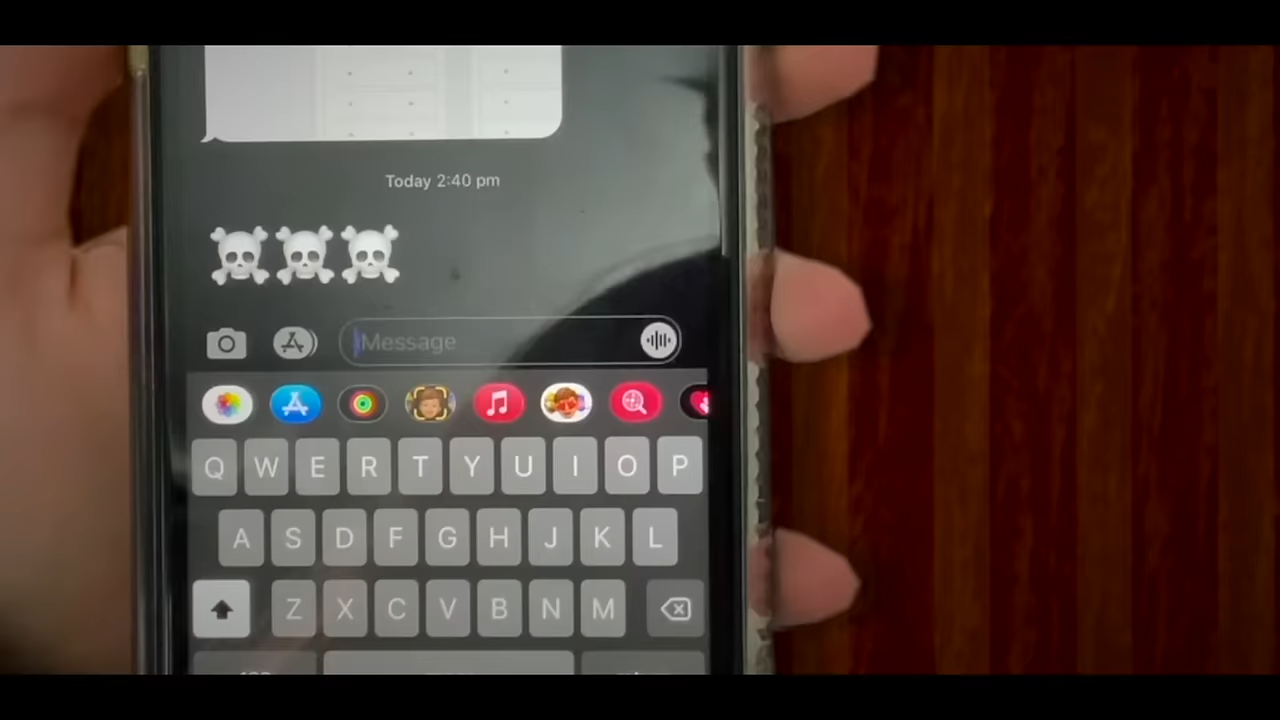 Today 2:40 pm
Message
Q W E R T Y U I O P
A S D F G H J K L
Z X C V B N M